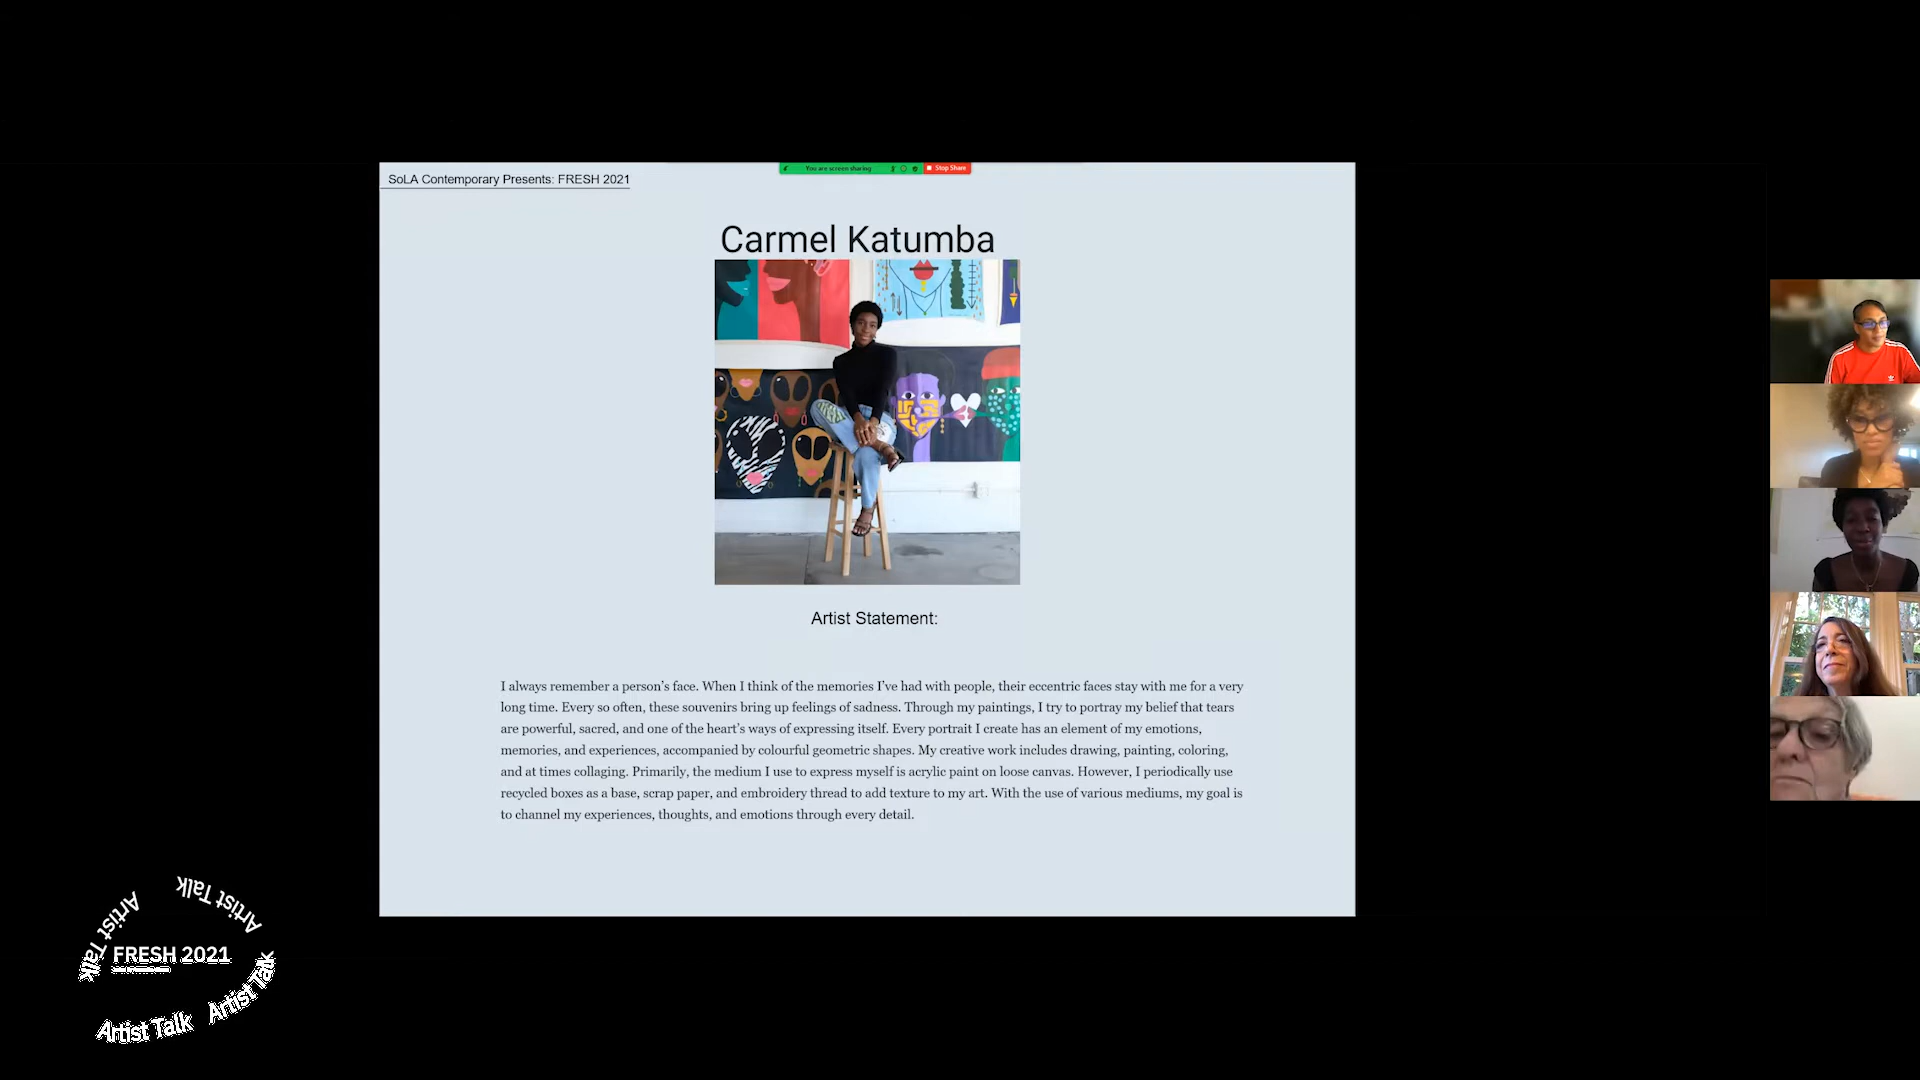 SoLA Contemporary Presents: FRESH 2021
You are screen sharing
Stop Share
Carmel Katumba
Artist Statement:
I always remember a person’s face. When I think of the memories I’ve had with people, their eccentric faces stay with me for a very
long time. Every so often, these souvenirs bring up feelings of sadness. Through my paintings, I try to portray my belief that tears
are powerful, sacred, and one of the heart’s ways of expressing itself. Every portrait I create has an element of my emotions,
memories, and experiences, accompanied by colourful geometric shapes. My creative work includes drawing, painting, coloring,
and at times collaging. Primarily, the medium I use to express myself is acrylic paint on loose canvas. However, I periodically use
recycled boxes as a base, scrap paper, and embroidery thread to add texture to my art. With the use of various mediums, my goal is
to channel my experiences, thoughts, and emotions through every detail.
Artist Talk
Artist Talk
FRESH 2021
Artist Talk
Artist Talk